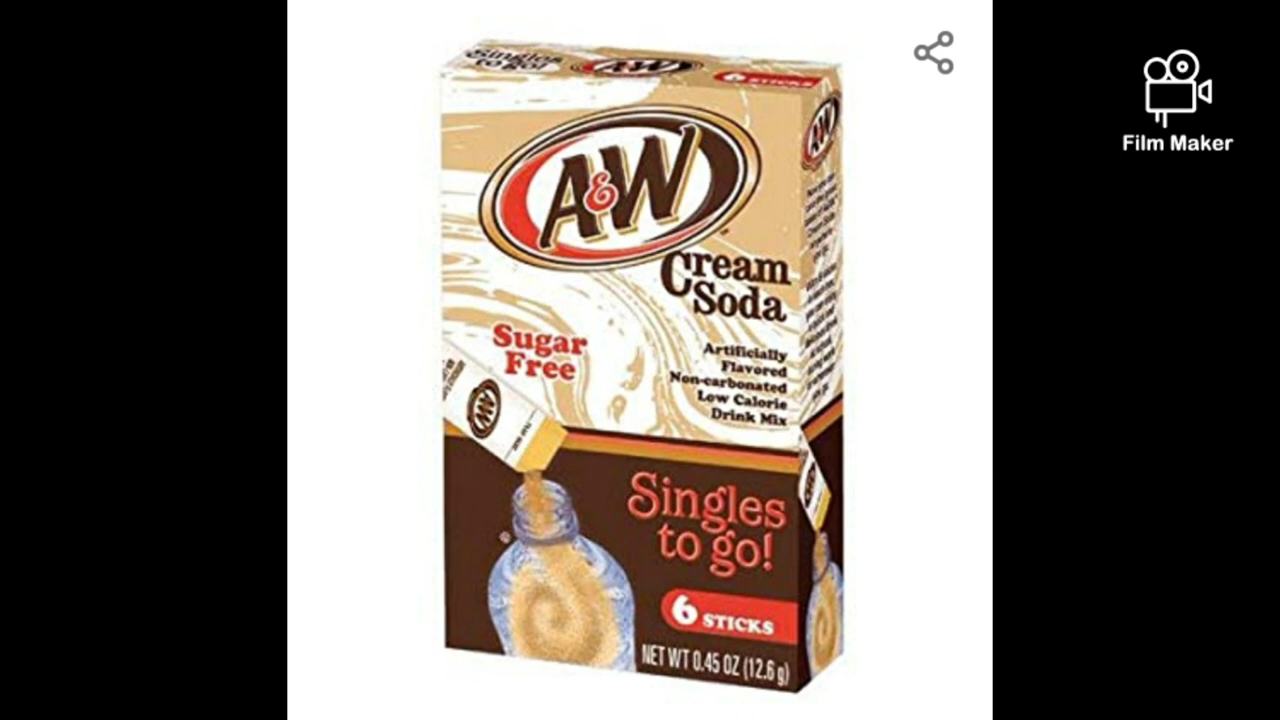 Singles
to go!
A&W
6 STICKS
A&W
Cream
Soda
Sugar
Free
Artificially
Flavored
Non-carbonated
Low Calorie
Drink Mix
A&W
Singles
to go!
6 STICKS
NET WT 0.45 OZ (12.6 g)
A&W
Film Maker